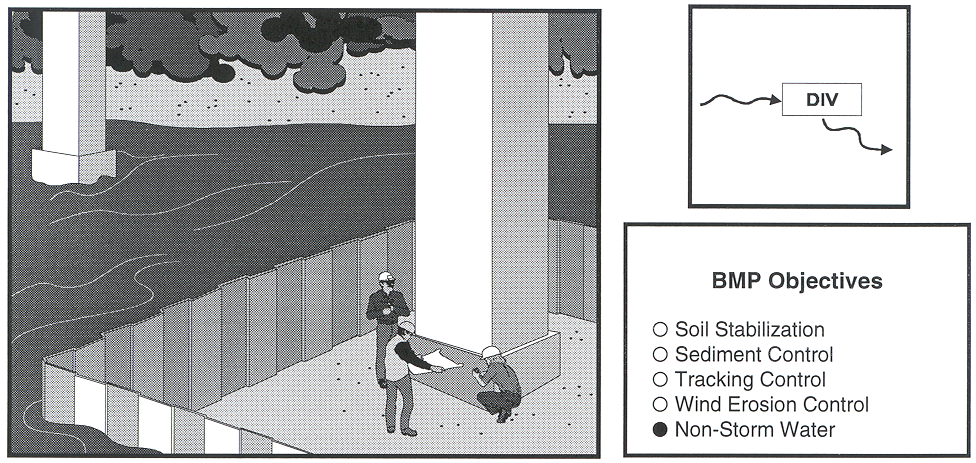 DIV
BMP Objectives
Soil Stabilization
Sediment Control
Tracking Control
Wind Erosion Control
Non-Storm Water